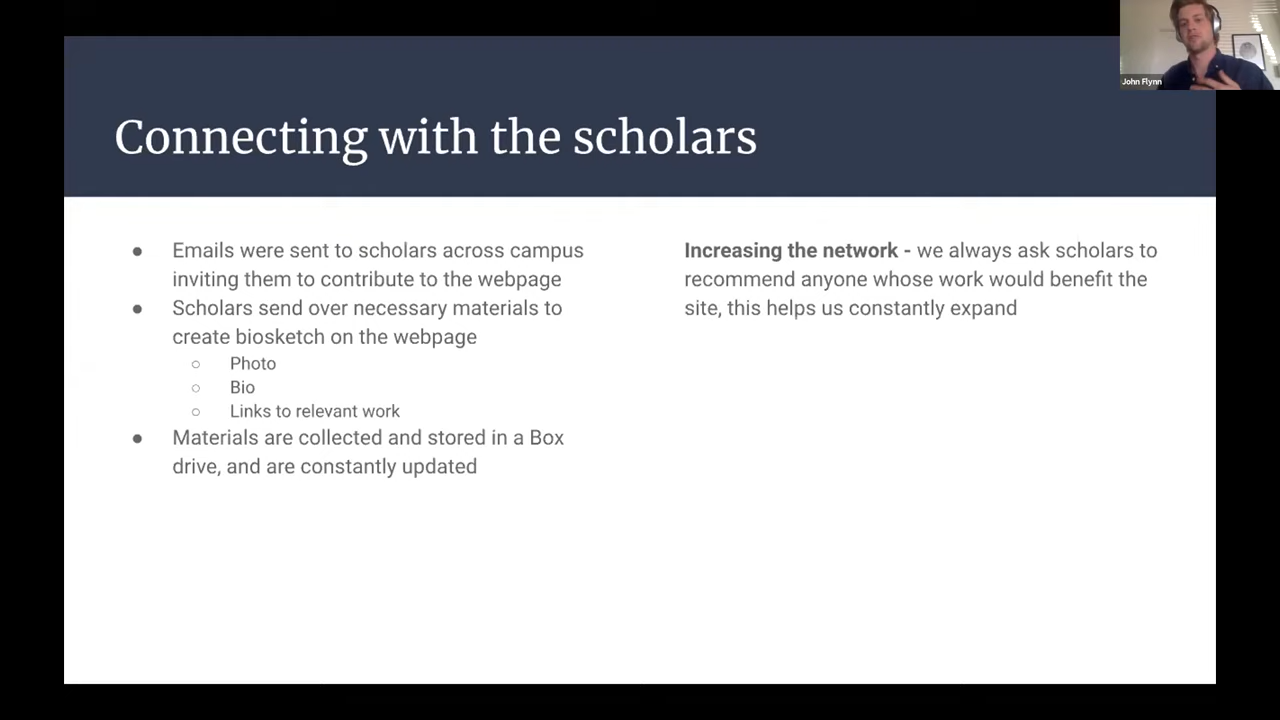 John Flynn
Connecting with the scholars
● Emails were sent to scholars across campus
inviting them to contribute to the webpage
● Scholars send over necessary materials to
create biosketch on the webpage
○ Photo
○ Bio
○ Links to relevant work
● Materials are collected and stored in a Box
drive, and are constantly updated
Increasing the network - we always ask scholars to
recommend anyone whose work would benefit the
site, this helps us constantly expand